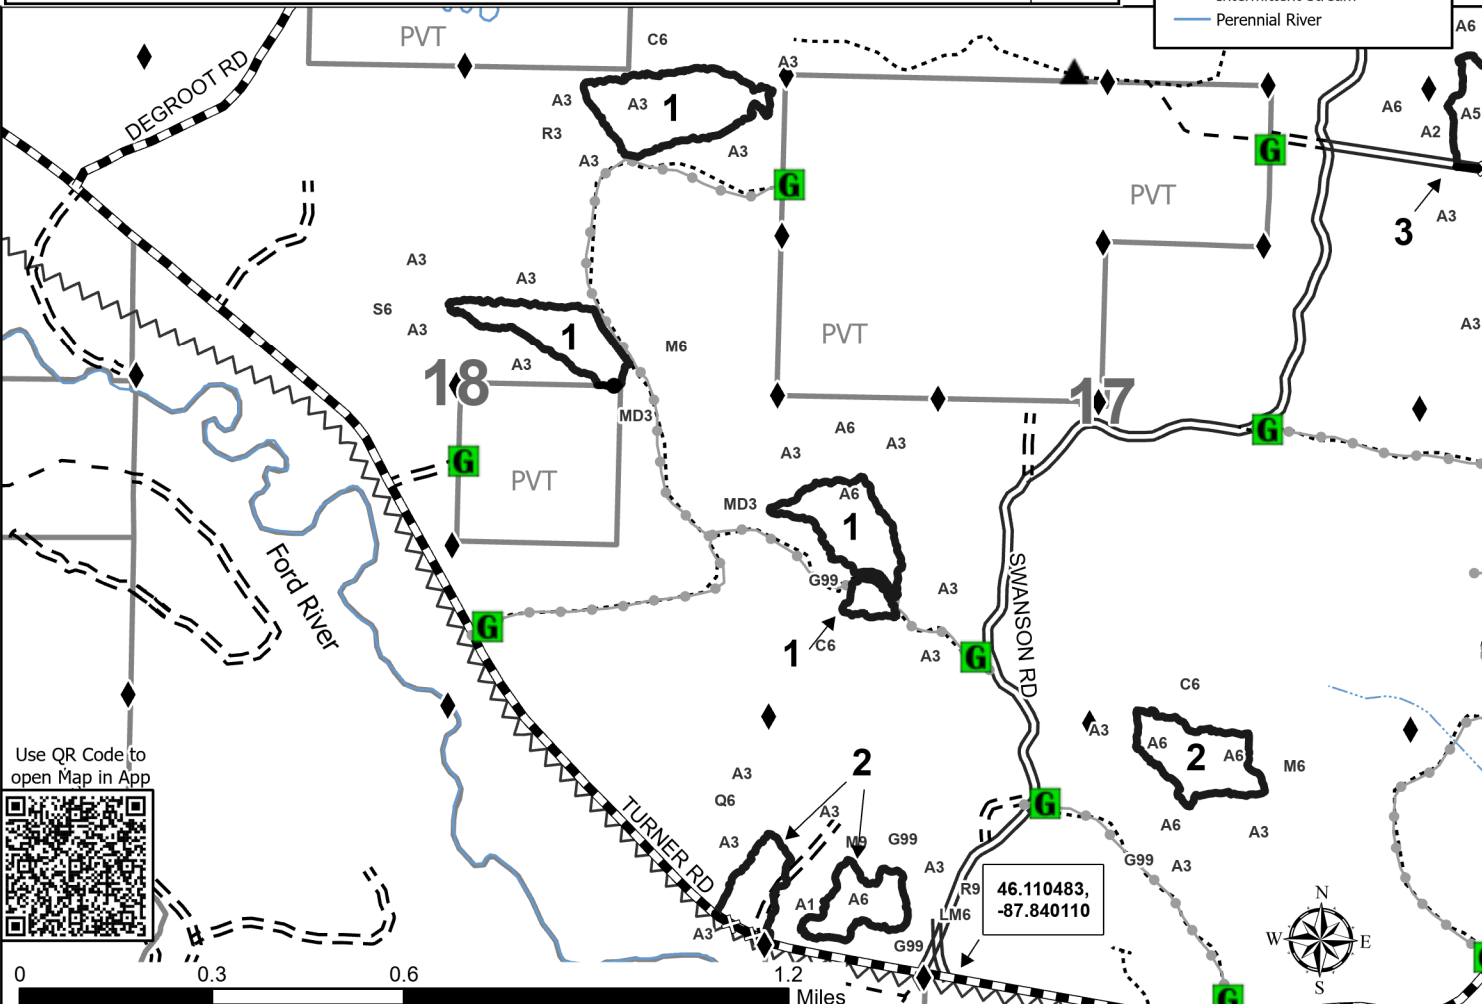 Intermittent Stream
Perennial River
PVT
C6
A6
DEGROOT RD
A3
A3
A3
1
A6
A5
A2
R3
A3
A3
G
G
PVT
3
A3
A3
A3
S6
A3
1
PVT
A3
M6
A3
18
17
MD3
A6
A3
A3
G
G
PVT
A6
MD3
1
Ford River
SWANSON RD
G99
A3
G
1
C6
A3
G
C6
A3
A6
2
A6
M6
Use QR Code to
open Map in App
A3
2
Q6
TURNER RD
A3
G
A6
A3
A3
M9
G99
A3
G99
A3
R9
46.110483,
-87.840110
A1
A6
LM6
A3
G99
N
W
E
S
G
G
0
0.3
0.6
1.2
Miles